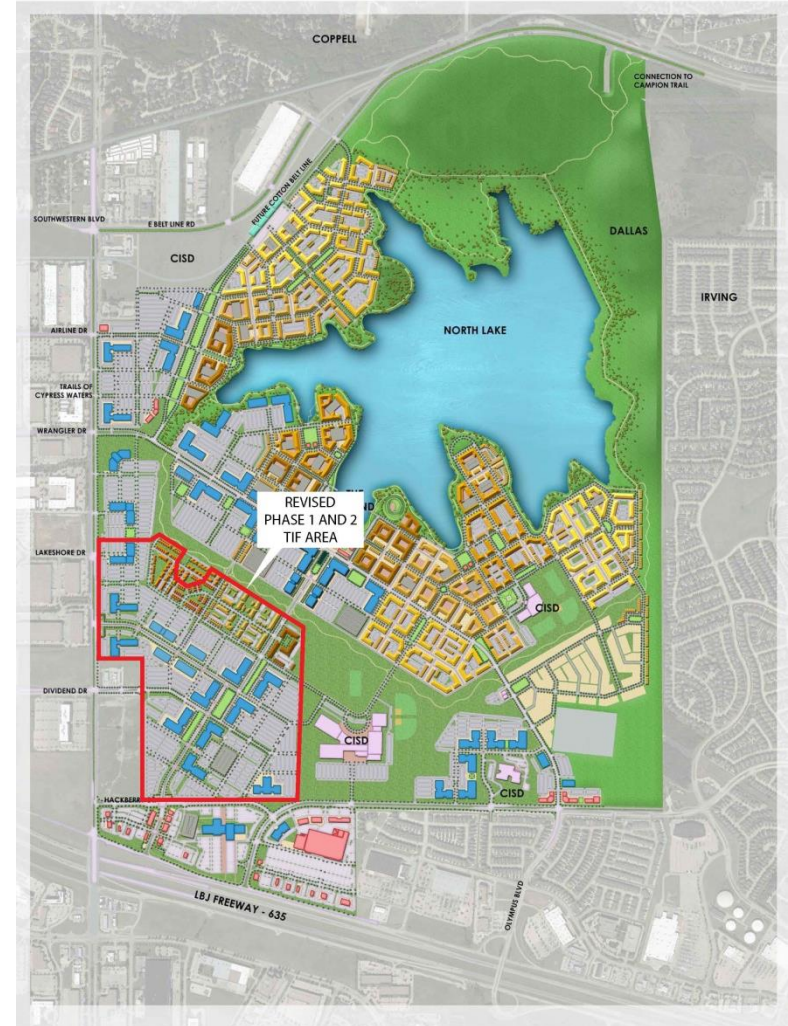 COPPELL
CONNECTION TO
CAMPION TRAIL
FUTURE COTTON BELT LINE
SOUTHWESTERN BLVD
E BELT LINE RD
DALLAS
CISD
IRVING
NORTH LAKE
AIRLINE DR
TRAILS OF
CYPRESS WATERS
WRANGLER DR
REVISED
PHASE 1 AND 2
TIF AREA
LAKESHORE DR
CISD
DIVIDEND DR
CISD
CISD
LBJ FREEWAY - 635
OLYMPUS BLVD